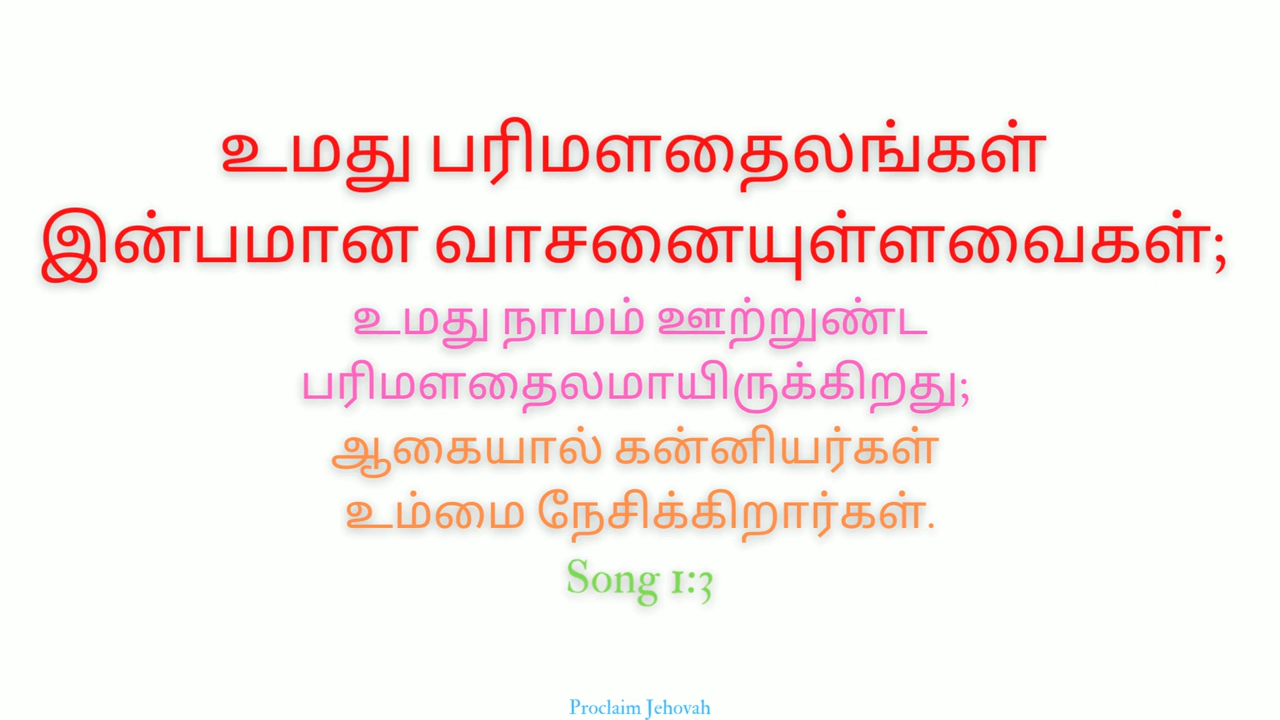 உமது பரிமளதைலங்கள்
இன்பமான வாசனையுள்ளவைகள்;
உமது நாமம் ஊற்றுண்ட
பரிமளதைலமாயிருக்கிறது;
ஆகையால் கன்னியர்கள்
உம்மை நேசிக்கிறார்கள்.
Song 1:3
Proclaim Jehovah